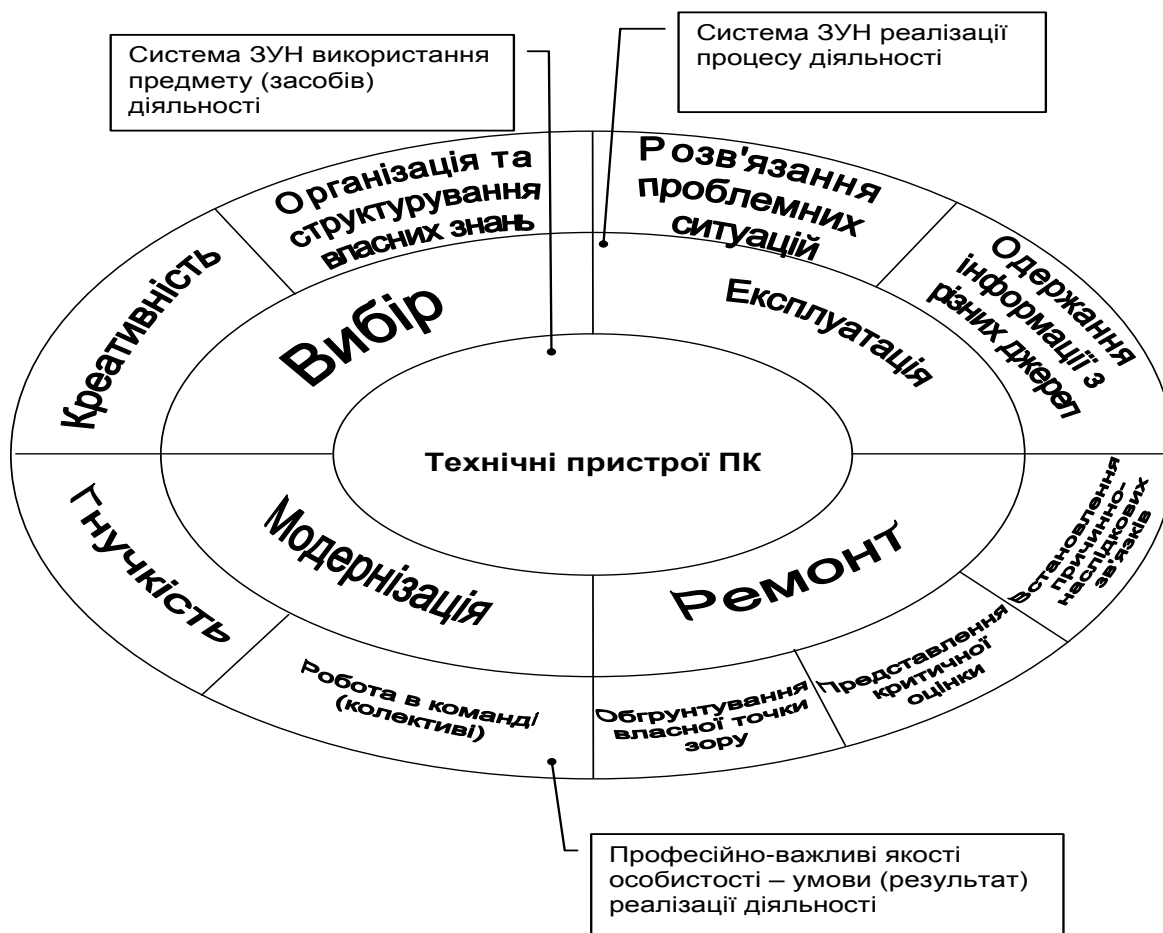 Система ЗУН використання
предмету (засобів)
діяльності
Система ЗУН реалізації
процесу діяльності
Організація та
структурування
власних знань
Розв'язання
проблемних
ситуацій
Креативність
Одержання
інформації з
різних джерел
Вибір
Експлуатація
Технічні пристрої ПК
Гнучкість
Модернізація
Ремонт
Встановлення
причинно-
наслідкових
зв'язків
Робота в команді
(колективі)
Обгрунтування
власної точки
зору
Представлення
критичної
оцінки
Професійно-важливі якості
особистості – умови (результат)
реалізації діяльності